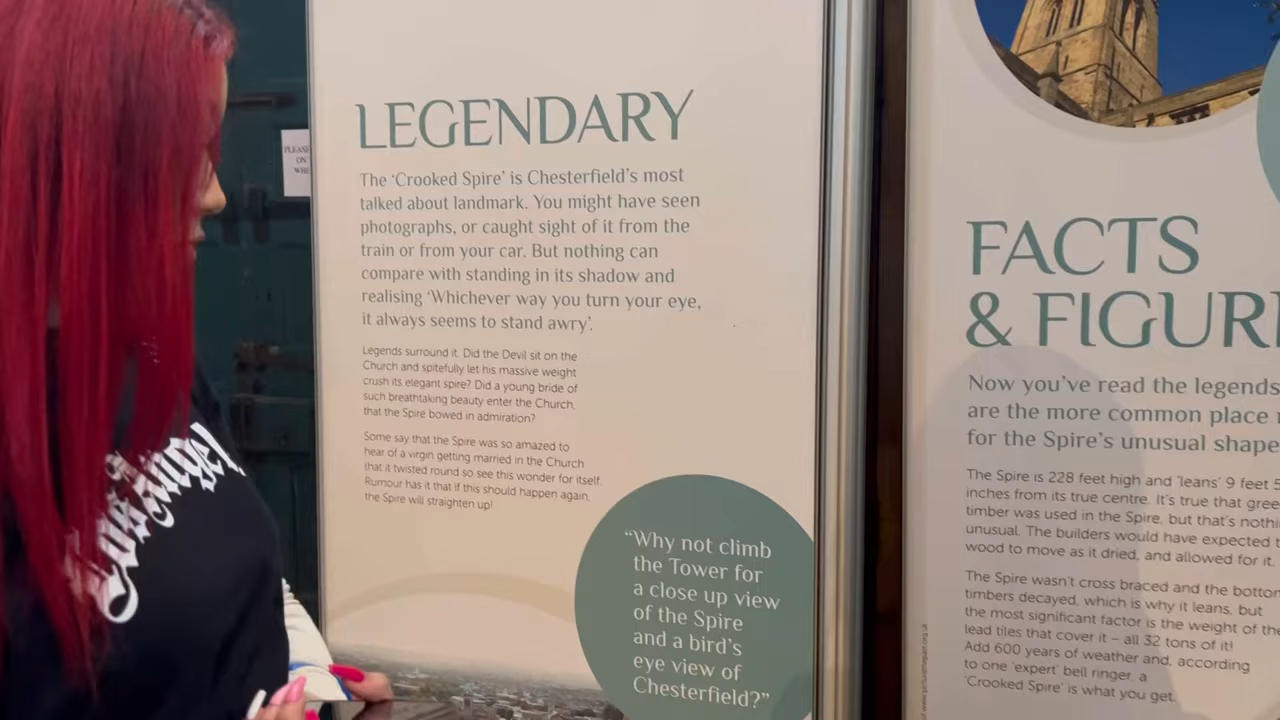 PLEASE
ON
LEGENDARY
The ‘Crooked Spire’ is Chesterfield’s most
talked about landmark. You might have seen
photographs, or caught sight of it from the
train or from your car. But nothing can
compare with standing in its shadow and
realising ‘Whichever way you turn your eye,
it always seems to stand awry’.
Legends surround it. Did the Devil sit on the
Church and spitefully let his massive weight
crush its elegant spire? Did a young bride of
such breathtaking beauty enter the Church,
that the Spire bowed in admiration?
Some say that the Spire was so amazed to
hear of a virgin getting married in the Church
that it twisted round so see this wonder for itself.
Rumour has it that if this should happen again,
the Spire will straighten up!
“Why not climb
the Tower for
a close up view
of the Spire
and a bird’s
eye view of
Chesterfield?”
FACTS
& FIGUR
Now you’ve read the legends
are the more common place
for the Spire’s unusual shape
The Spire is 228 feet high and ‘leans’ 9 feet 5
inches from its true centre. It’s true that gree
timber was used in the Spire, but that’s nothi
unusual. The builders would have expected t
wood to move as it dried, and allowed for it.
The Spire wasn’t cross braced and the bottom
timbers decayed, which is why it leans, but
the most significant factor is the weight of the
lead tiles that cover it – all 32 tons of it!
Add 600 years of weather and, according
to one ‘expert’ bell ringer, a
‘Crooked Spire’ is what you get.